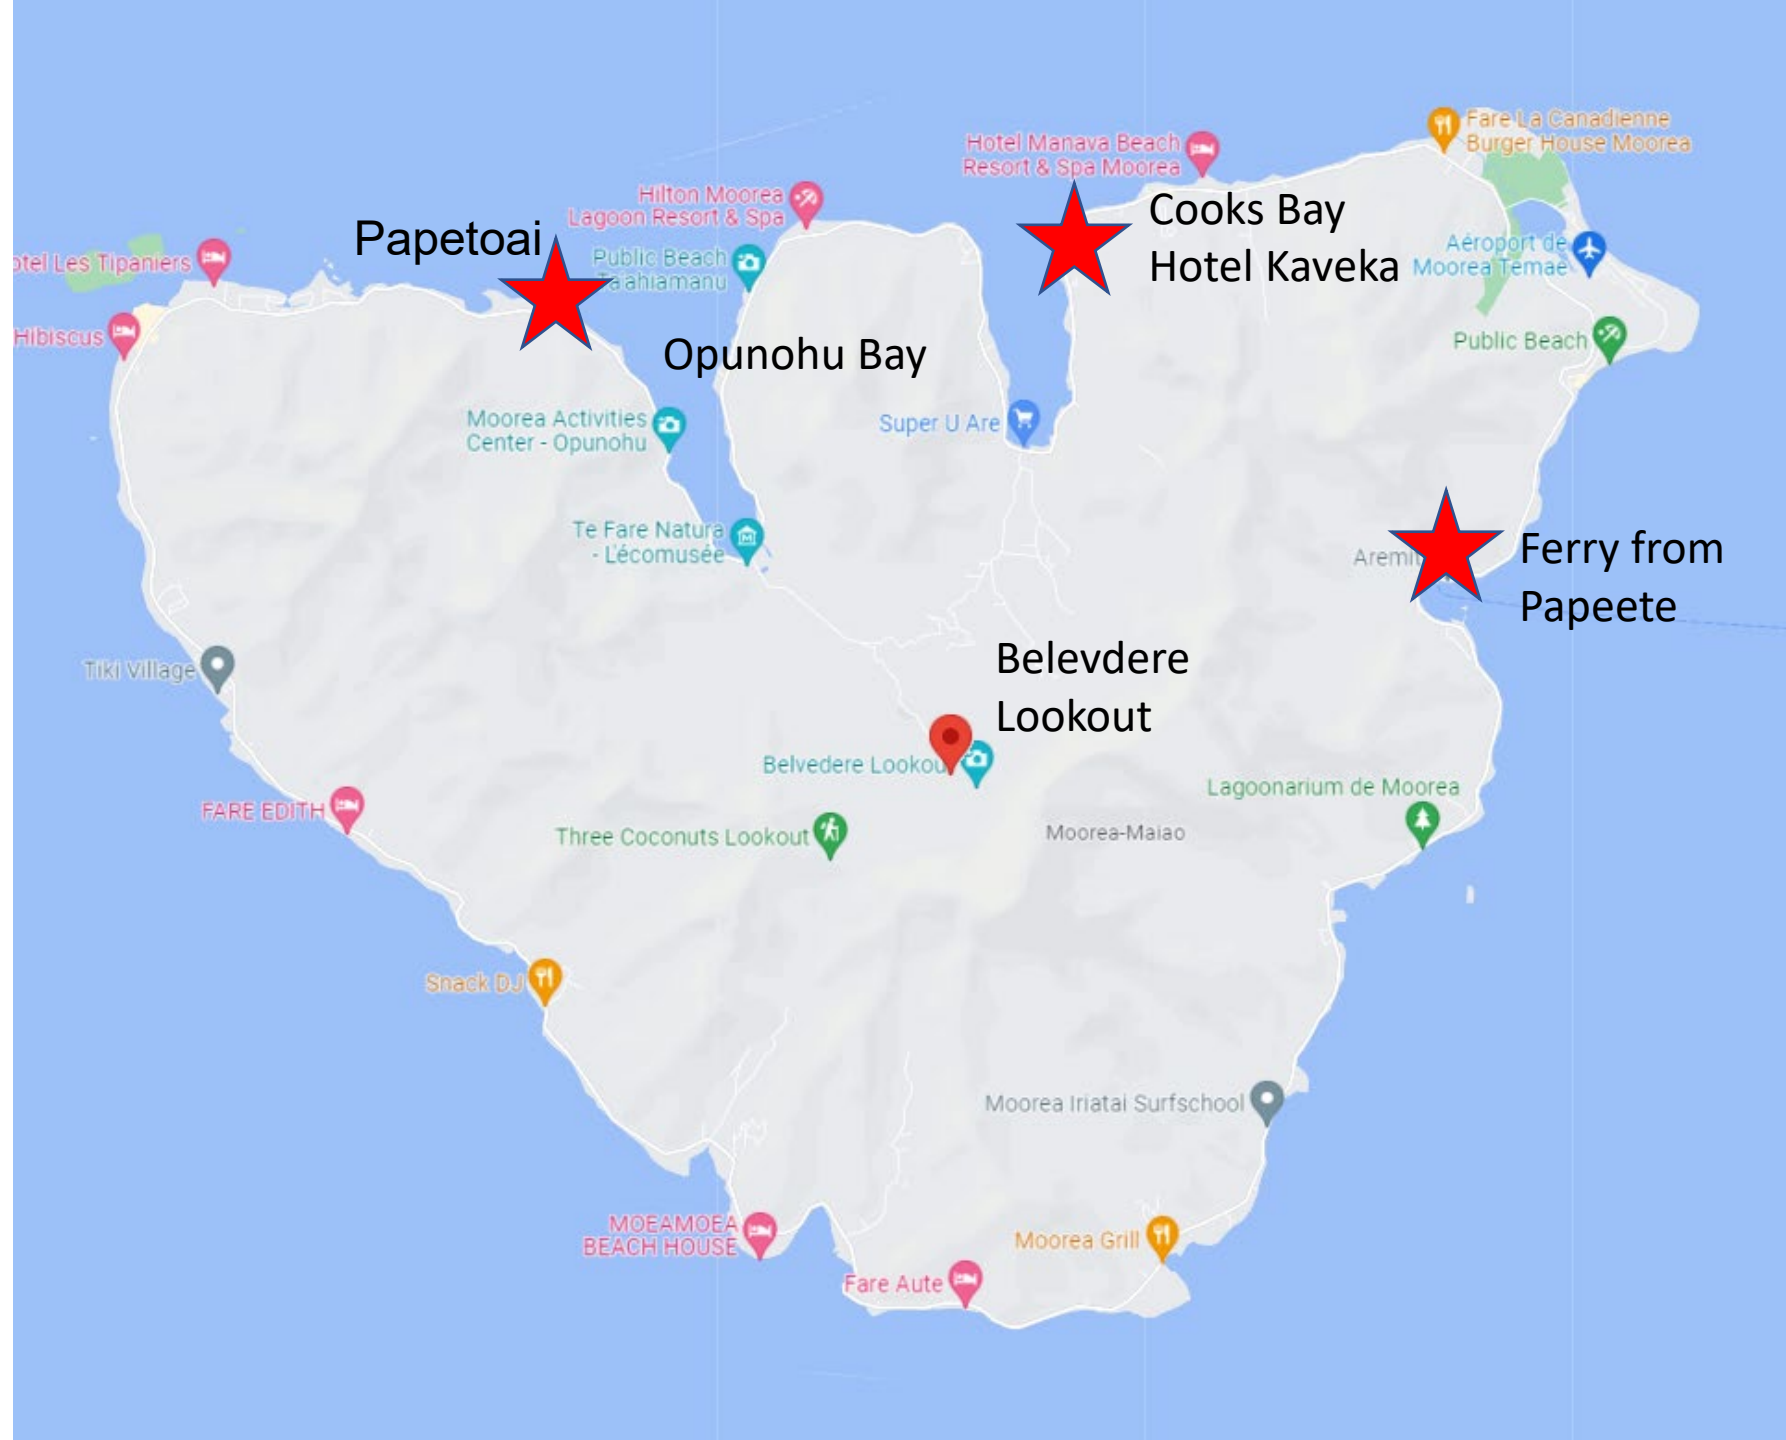 Fare La Canadienne
Burger House Moorea
Hotel Manava Beach
Resort & Spa Moorea
Hilton Moorea
Lagoon Resort & Spa
Cooks Bay
Hotel Kaveka
Papetoai
Public Beach
Ta'ahiamanu
Aéroport de
Moorea Temae
otel Les Tipaniers
Hibiscus
Public Beach
Opunohu Bay
Moorea Activities
Center - Opunohu
Super U Are
Te Fare Natura
- L'écomusée
Aremi
Ferry from
Papeete
Belevdere
Lookout
Tiki Village
Belvedere Lookou
Lagoonarium de Moorea
FARE EDITH
Three Coconuts Lookout
Moorea-Maiao
Snack DJ
Moorea Iriatai Surfschool
MOEAMOEA
BEACH HOUSE
Moorea Grill
Fare Aute